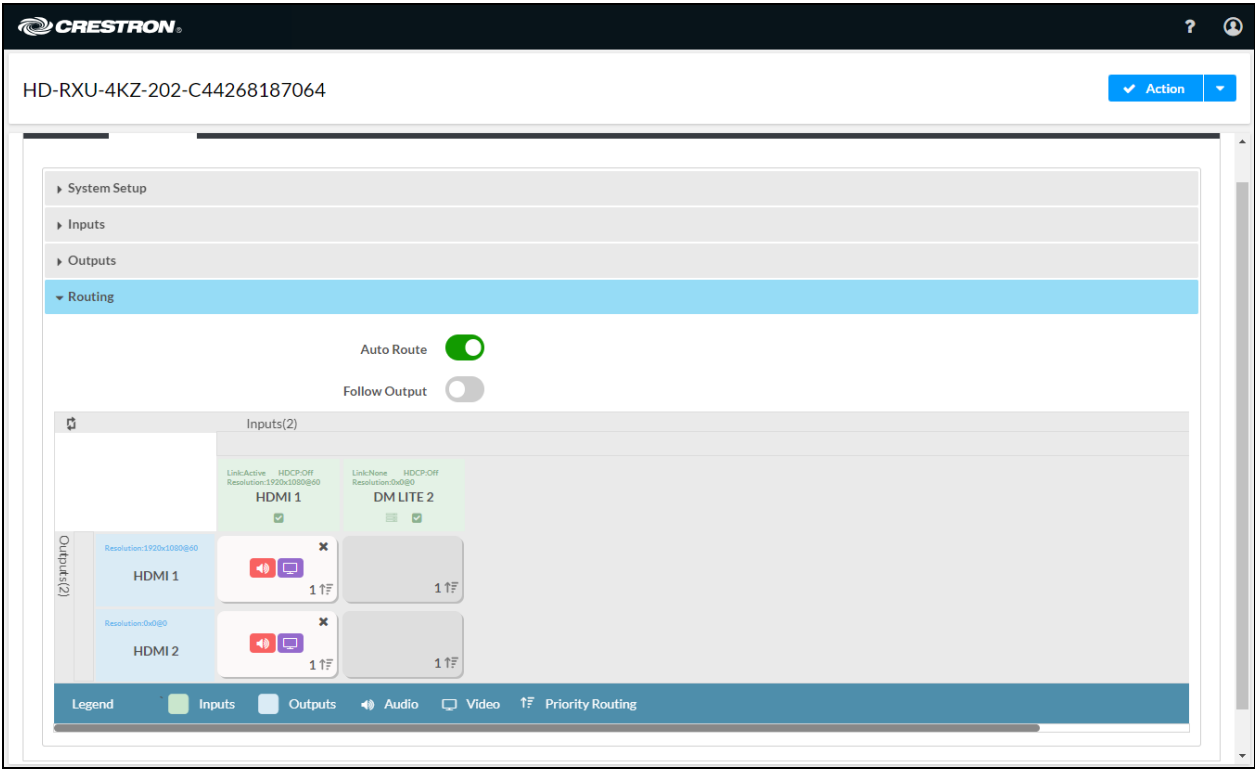 CRESTRON®
?
HD-RXU-4KZ-202-C44268187064
Action
System Setup
Inputs
Outputs
Routing
Auto Route
Follow Output
Inputs(2)
Link:Active HDCP:Off
Resolution:1920x1080@60
HDMI 1
Link:None HDCP:Off
Resolution:0x0@0
DM LITE 2
Outputs(2)
Resolution:1920x1080@60
HDMI 1
1
1
Resolution:0x0@0
HDMI 2
1
1
Legend Inputs Outputs Audio Video Priority Routing